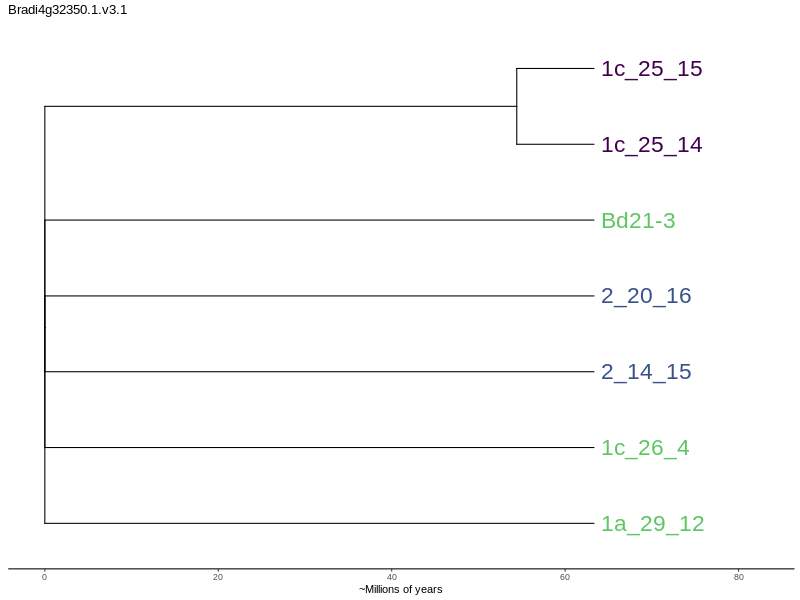 Bradi4g32350.1.v3.1
1c_25_15
1c_25_14
Bd21-3
2_20_16
2_14_15
1c_26_4
1a_29_12
0 20 40 60 80
~Millions of years